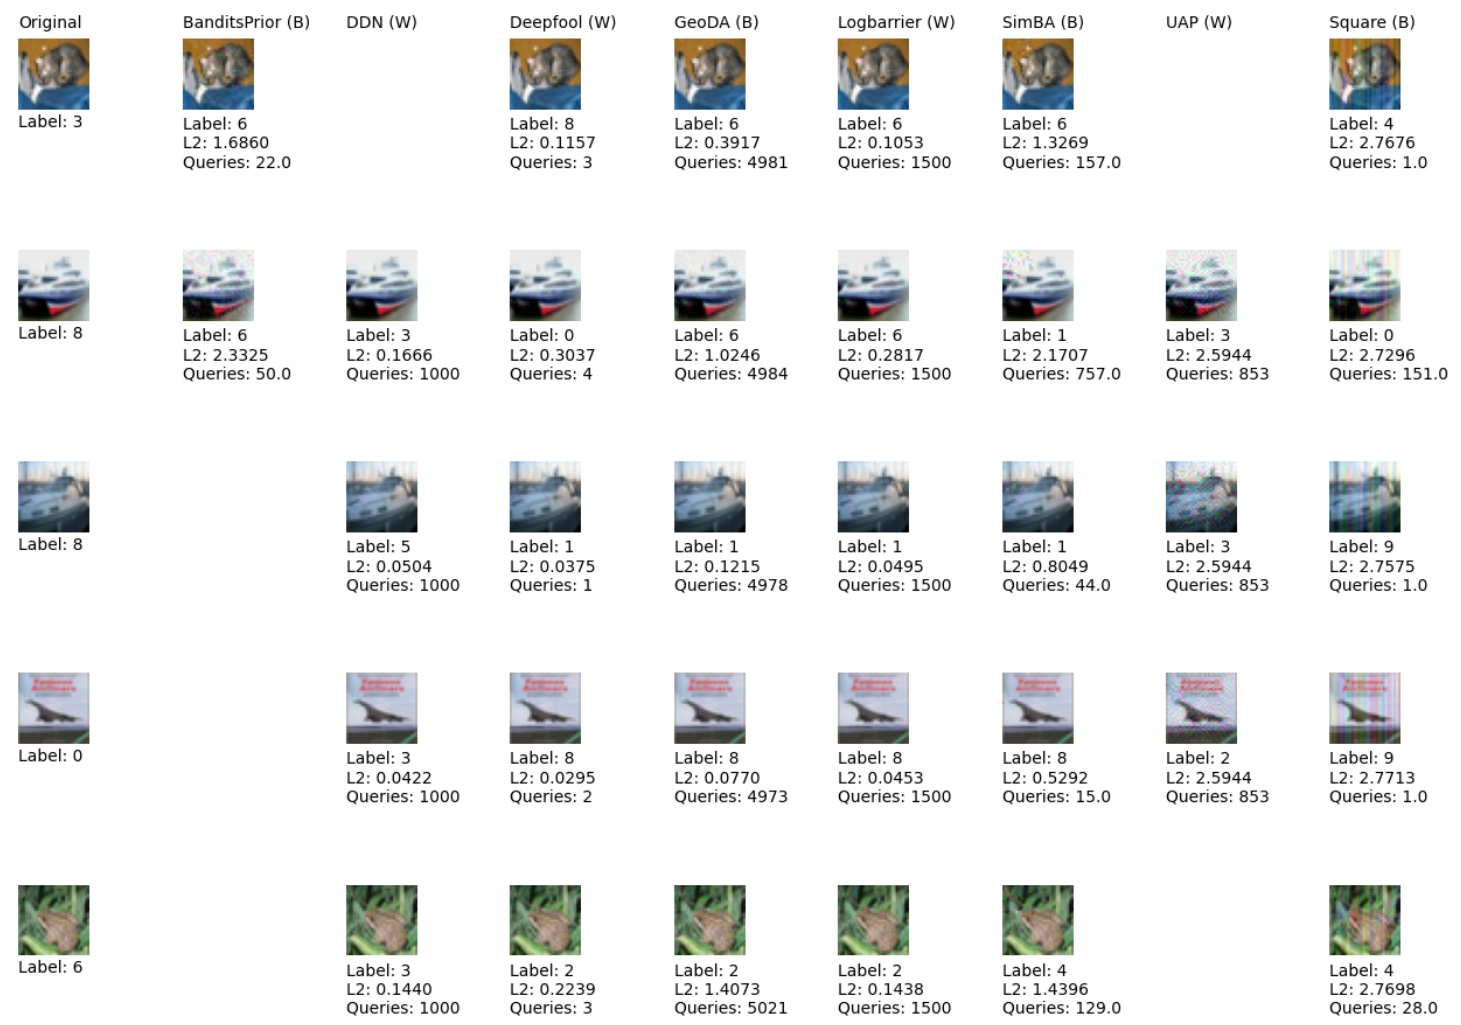 Original BanditsPrior (B) DDN (W) Deepfool (W) GeoDA (B) Logbarrier (W) SimBA (B) UAP (W) Square (B)
Label: 3 Label: 6 Label: 8 Label: 6 Label: 6 Label: 6 Label: 4
L2: 1.6860 L2: 0.1157 L2: 0.3917 L2: 0.1053 L2: 1.3269 L2: 2.7676
Queries: 22.0 Queries: 3 Queries: 4981 Queries: 1500 Queries: 157.0 Queries: 1.0
Label: 8 Label: 6 Label: 3 Label: 0 Label: 6 Label: 6 Label: 1 Label: 3 Label: 0
L2: 2.3325 L2: 0.1666 L2: 0.3037 L2: 1.0246 L2: 0.2817 L2: 2.1707 L2: 2.5944 L2: 2.7296
Queries: 50.0 Queries: 1000 Queries: 4 Queries: 4984 Queries: 1500 Queries: 757.0 Queries: 853 Queries: 151.0
Label: 8 Label: 5 Label: 1 Label: 1 Label: 1 Label: 1 Label: 3 Label: 9
L2: 0.0504 L2: 0.0375 L2: 0.1215 L2: 0.0495 L2: 0.8049 L2: 2.5944 L2: 2.7575
Queries: 1000 Queries: 1 Queries: 4978 Queries: 1500 Queries: 44.0 Queries: 853 Queries: 1.0
Label: 0 Label: 3 Label: 8 Label: 8 Label: 8 Label: 8 Label: 2 Label: 9
L2: 0.0422 L2: 0.0295 L2: 0.0770 L2: 0.0453 L2: 0.5292 L2: 2.5944 L2: 2.7713
Queries: 1000 Queries: 2 Queries: 4973 Queries: 1500 Queries: 15.0 Queries: 853 Queries: 1.0
Label: 6 Label: 3 Label: 2 Label: 2 Label: 2 Label: 4 Label: 4
L2: 0.1440 L2: 0.2239 L2: 1.4073 L2: 0.1438 L2: 1.4396 L2: 2.7698
Queries: 1000 Queries: 3 Queries: 5021 Queries: 1500 Queries: 129.0 Queries: 28.0